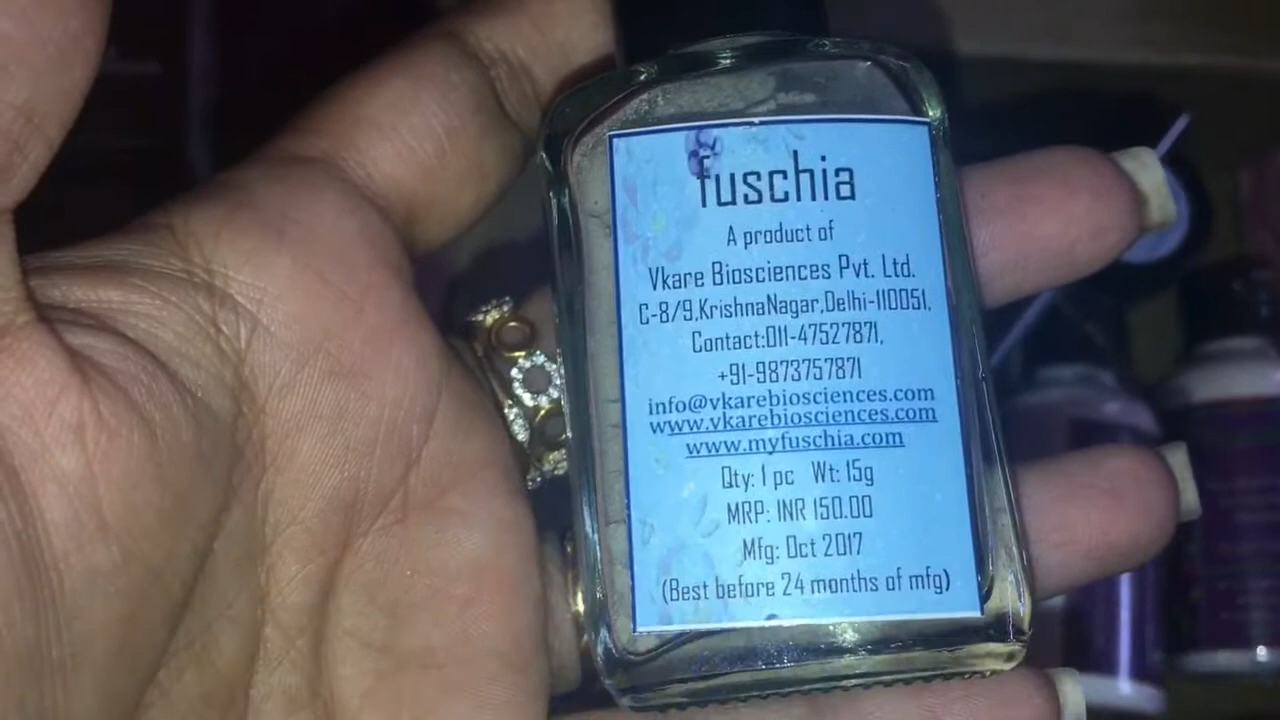 fuschia
A product of
Vkare Biosciences Pvt. Ltd.
C-8/9,KrishnaNagar,Delhi-110051,
Contact:011-47527871,
+91-9873757871
info@vkarebiosciences.com
www.vkarebiosciences.com
www.myfuschia.com
Qty: 1 pc Wt: 15g
MRP: INR 150.00
Mfg: Oct 2017
(Best before 24 months of mfg)